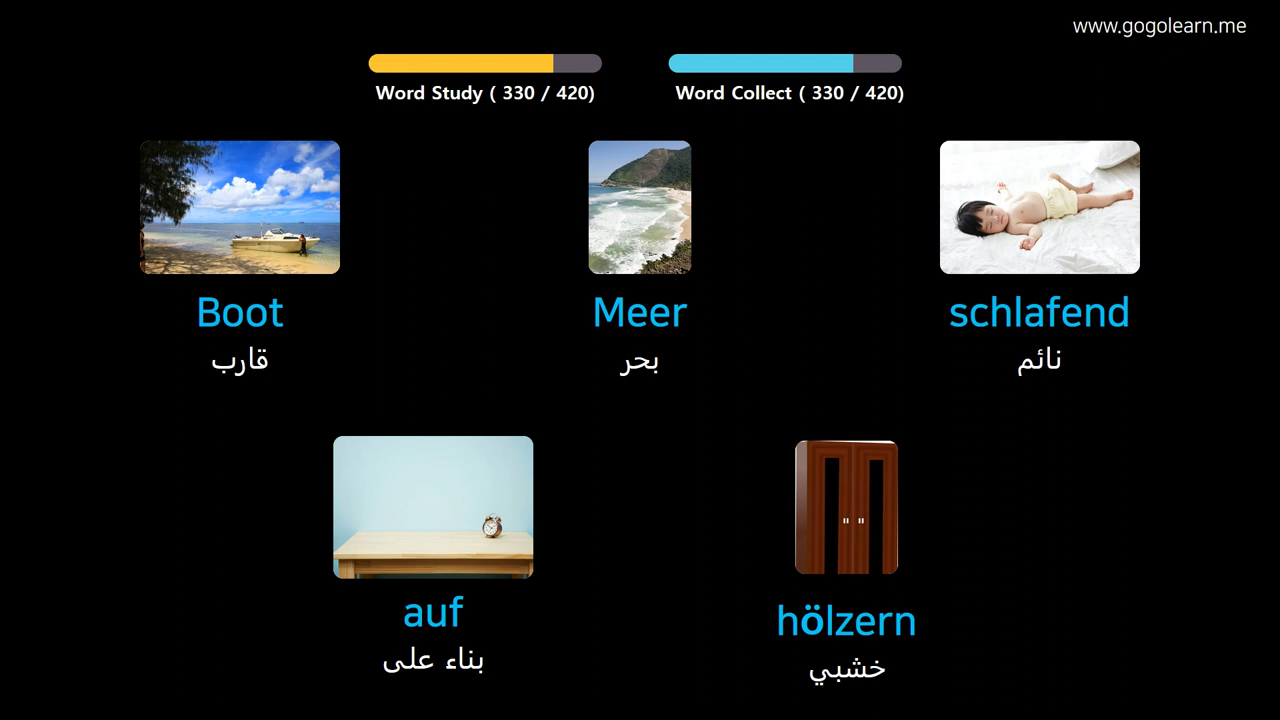 www.gogolearn.me
Word Study ( 330 / 420)
Word Collect ( 330 / 420)
Boot
قارب
Meer
بحر
schlafend
نائم
auf
بناء على
hölzern
خشبي